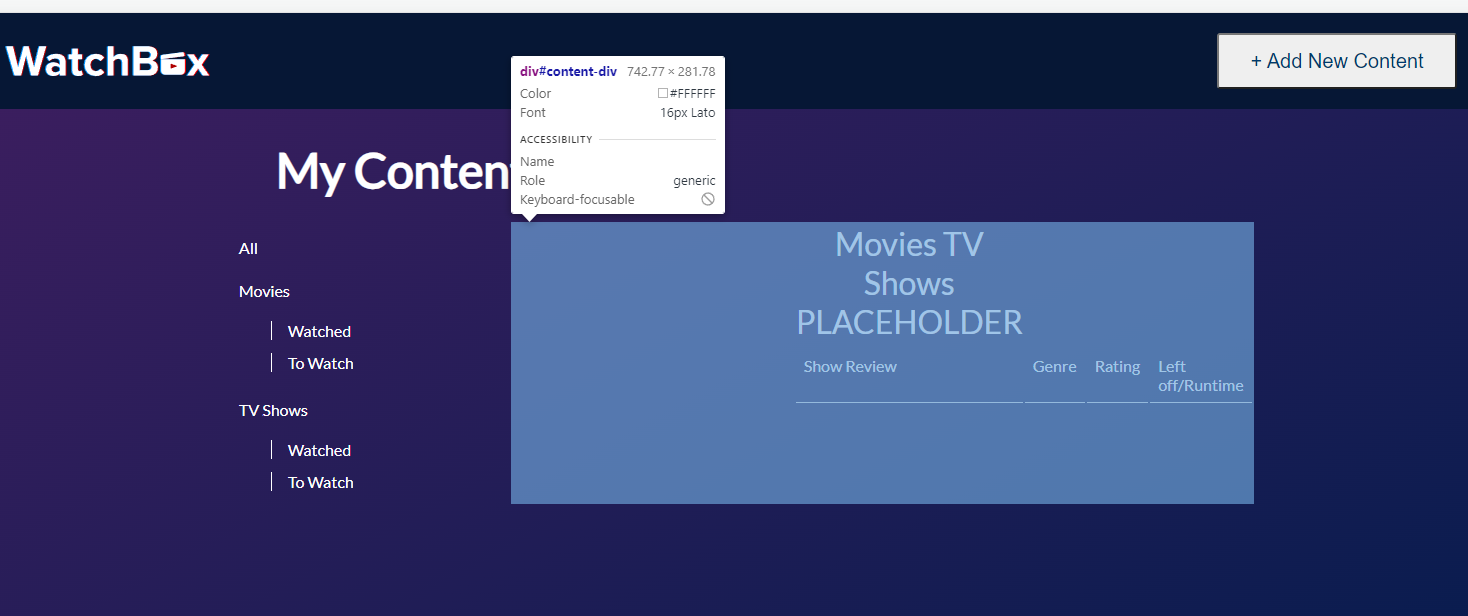 WatchBox
+ Add New Content
div#content-div 742.77 × 281.78
Color #FFFFFF
Font 16px Lato
ACCESSIBILITY
Name
Role generic
Keyboard-focusable
My Conten
All
Movies
Watched
To Watch
TV Shows
Watched
To Watch
Movies TV
Shows
PLACEHOLDER
Show Review Genre Rating Left
off/Runtime